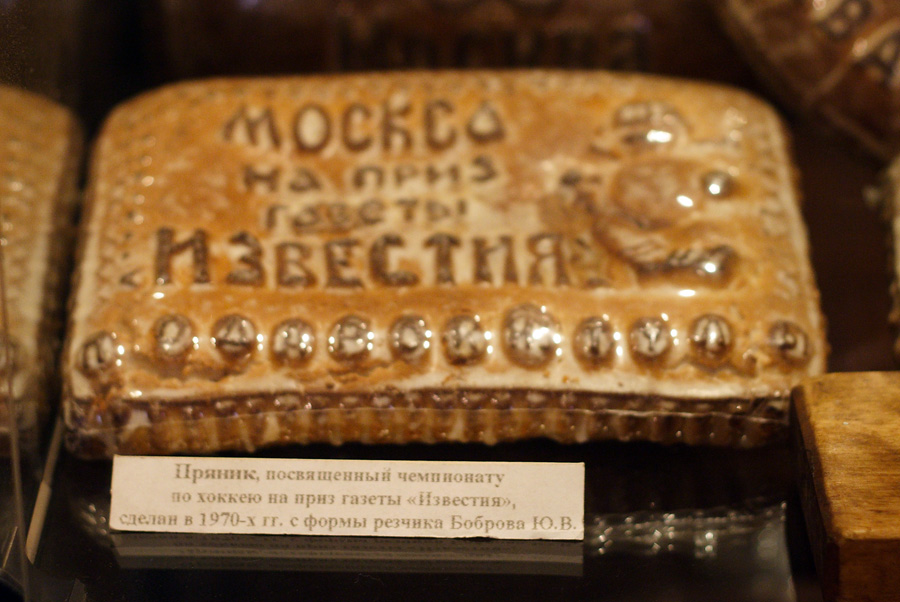 МОСКВА
НА ПРИЗ
ГАЗЕТЫ
ИЗВЕСТИЯ
Пряник, посвященный чемпионату
по хоккею на приз газеты «Известия»,
сделан в 1970-х гг. с формы резчика Боброва Ю.В.